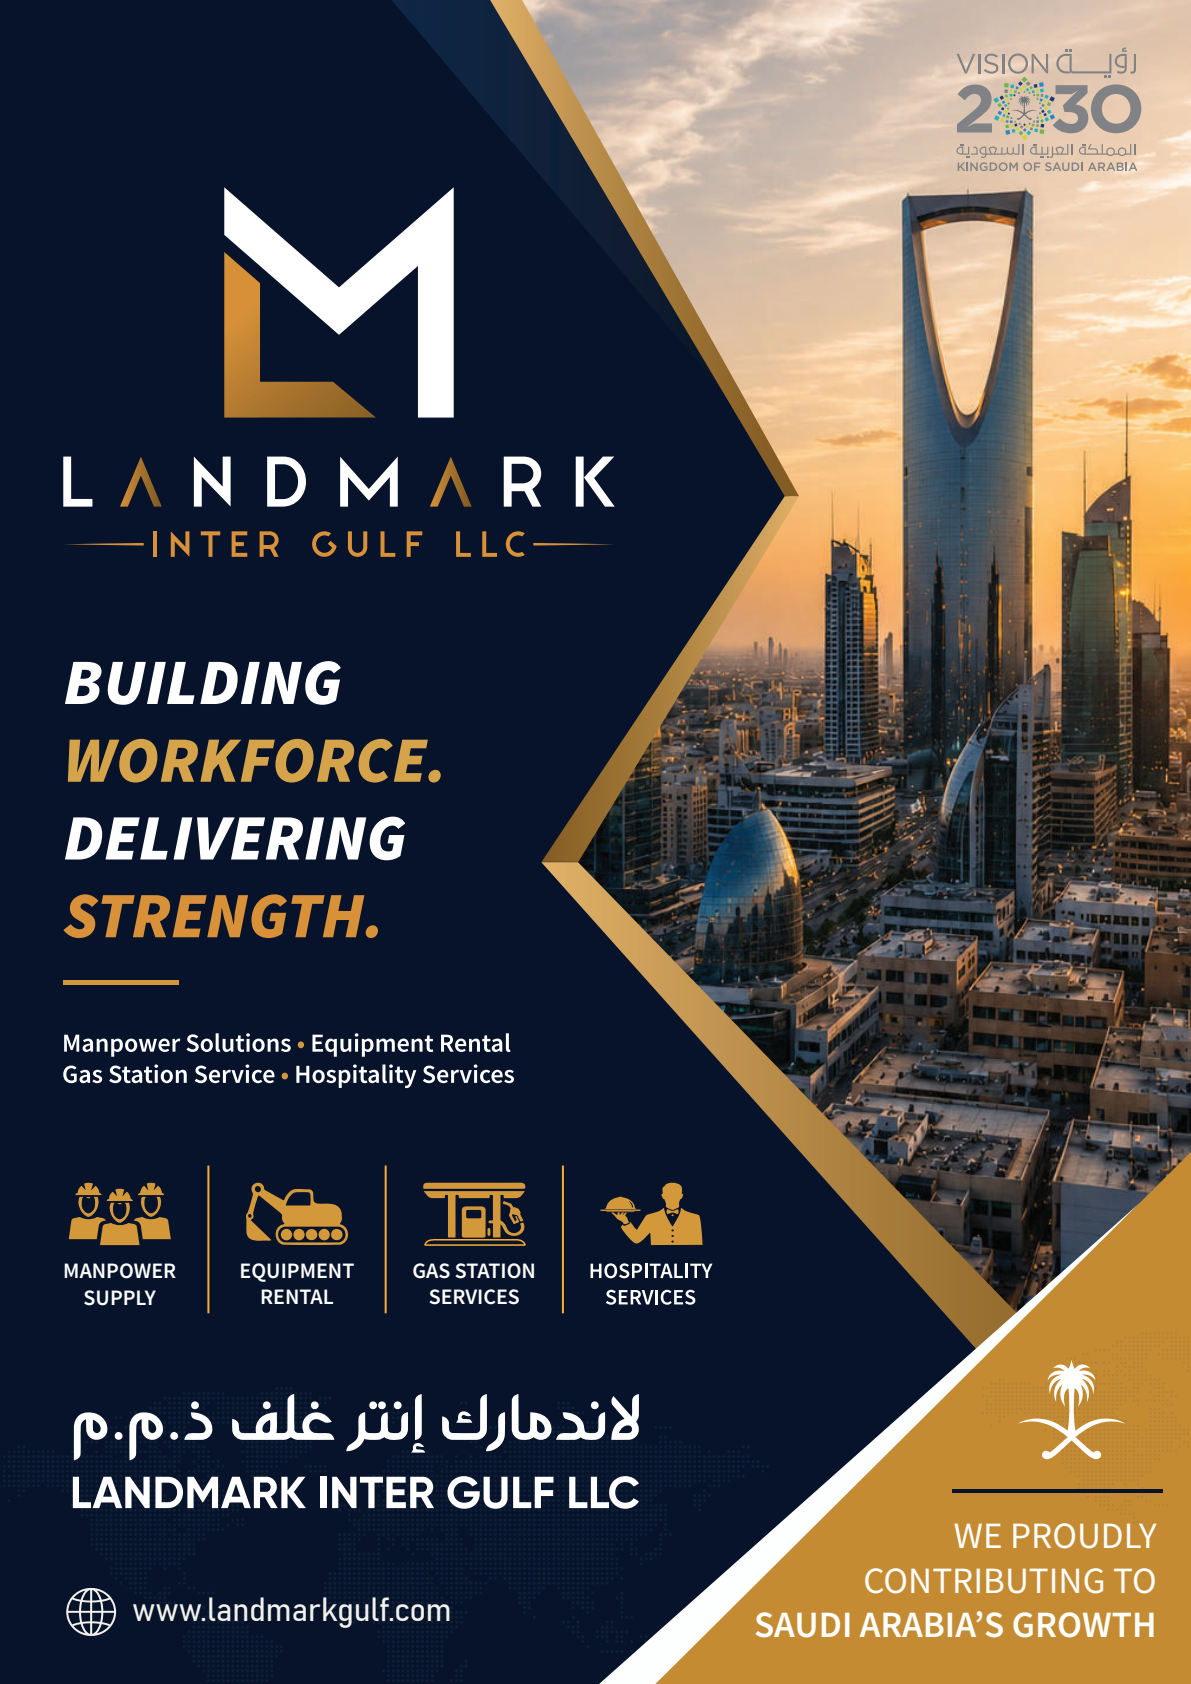 VISION رؤيـــة
2030
المملكة العربية السعودية
KINGDOM OF SAUDI ARABIA
LANDMARK
INTER GULF LLC
BUILDING
WORKFORCE.
DELIVERING
STRENGTH.
Manpower Solutions • Equipment Rental
Gas Station Service • Hospitality Services
MANPOWER
SUPPLY
EQUIPMENT
RENTAL
GAS STATION
SERVICES
HOSPITALITY
SERVICES
لاندمارك إنتر غلف ذ.م.م
LANDMARK INTER GULF LLC
www.landmarkgulf.com
WE PROUDLY
CONTRIBUTING TO
SAUDI ARABIA'S GROWTH